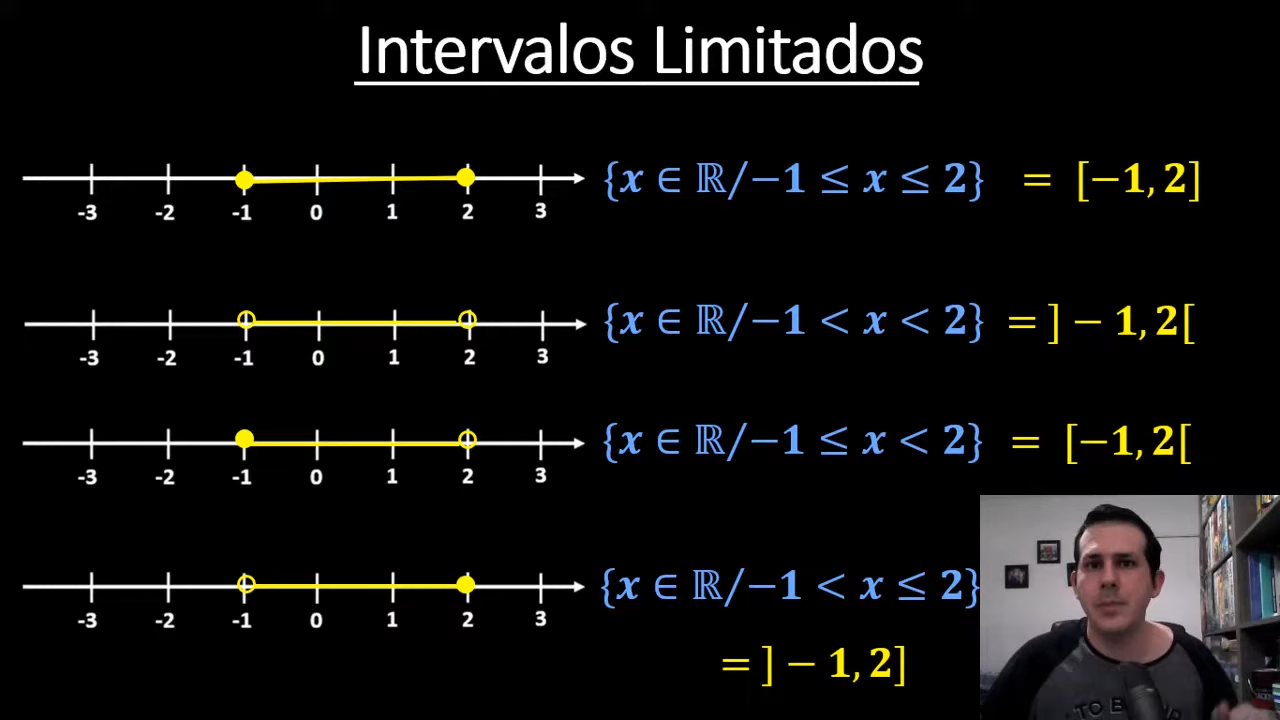 Intervalos Limitados
{x ∈ ℝ/−1 ≤ x ≤ 2} = [−1, 2]
-3 -2 -1 0 1 2 3
{x ∈ ℝ/−1 < x < 2} = ] − 1, 2[
-3 -2 -1 0 1 2 3
{x ∈ ℝ/−1 ≤ x < 2} = [−1, 2[
-3 -2 -1 0 1 2 3
{x ∈ ℝ/−1 < x ≤ 2}
-3 -2 -1 0 1 2 3
= ] − 1, 2]
TO B